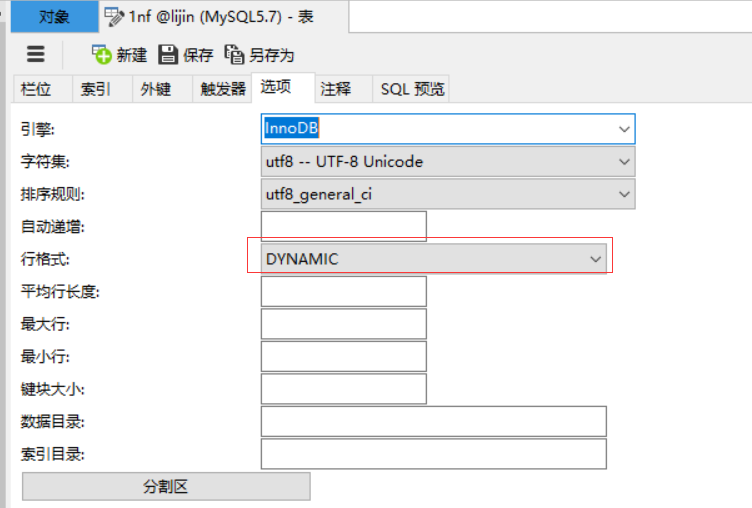 对象 1nf @lijin (MySQL5.7) - 表
新建 保存 另存为
栏位 索引 外键 触发器 选项 注释 SQL 预览
引擎: InnoDB
字符集: utf8 -- UTF-8 Unicode
排序规则: utf8_general_ci
自动递增:
行格式: DYNAMIC
平均行长度:
最大行:
最小行:
键块大小:
数据目录:
索引目录:
分割区